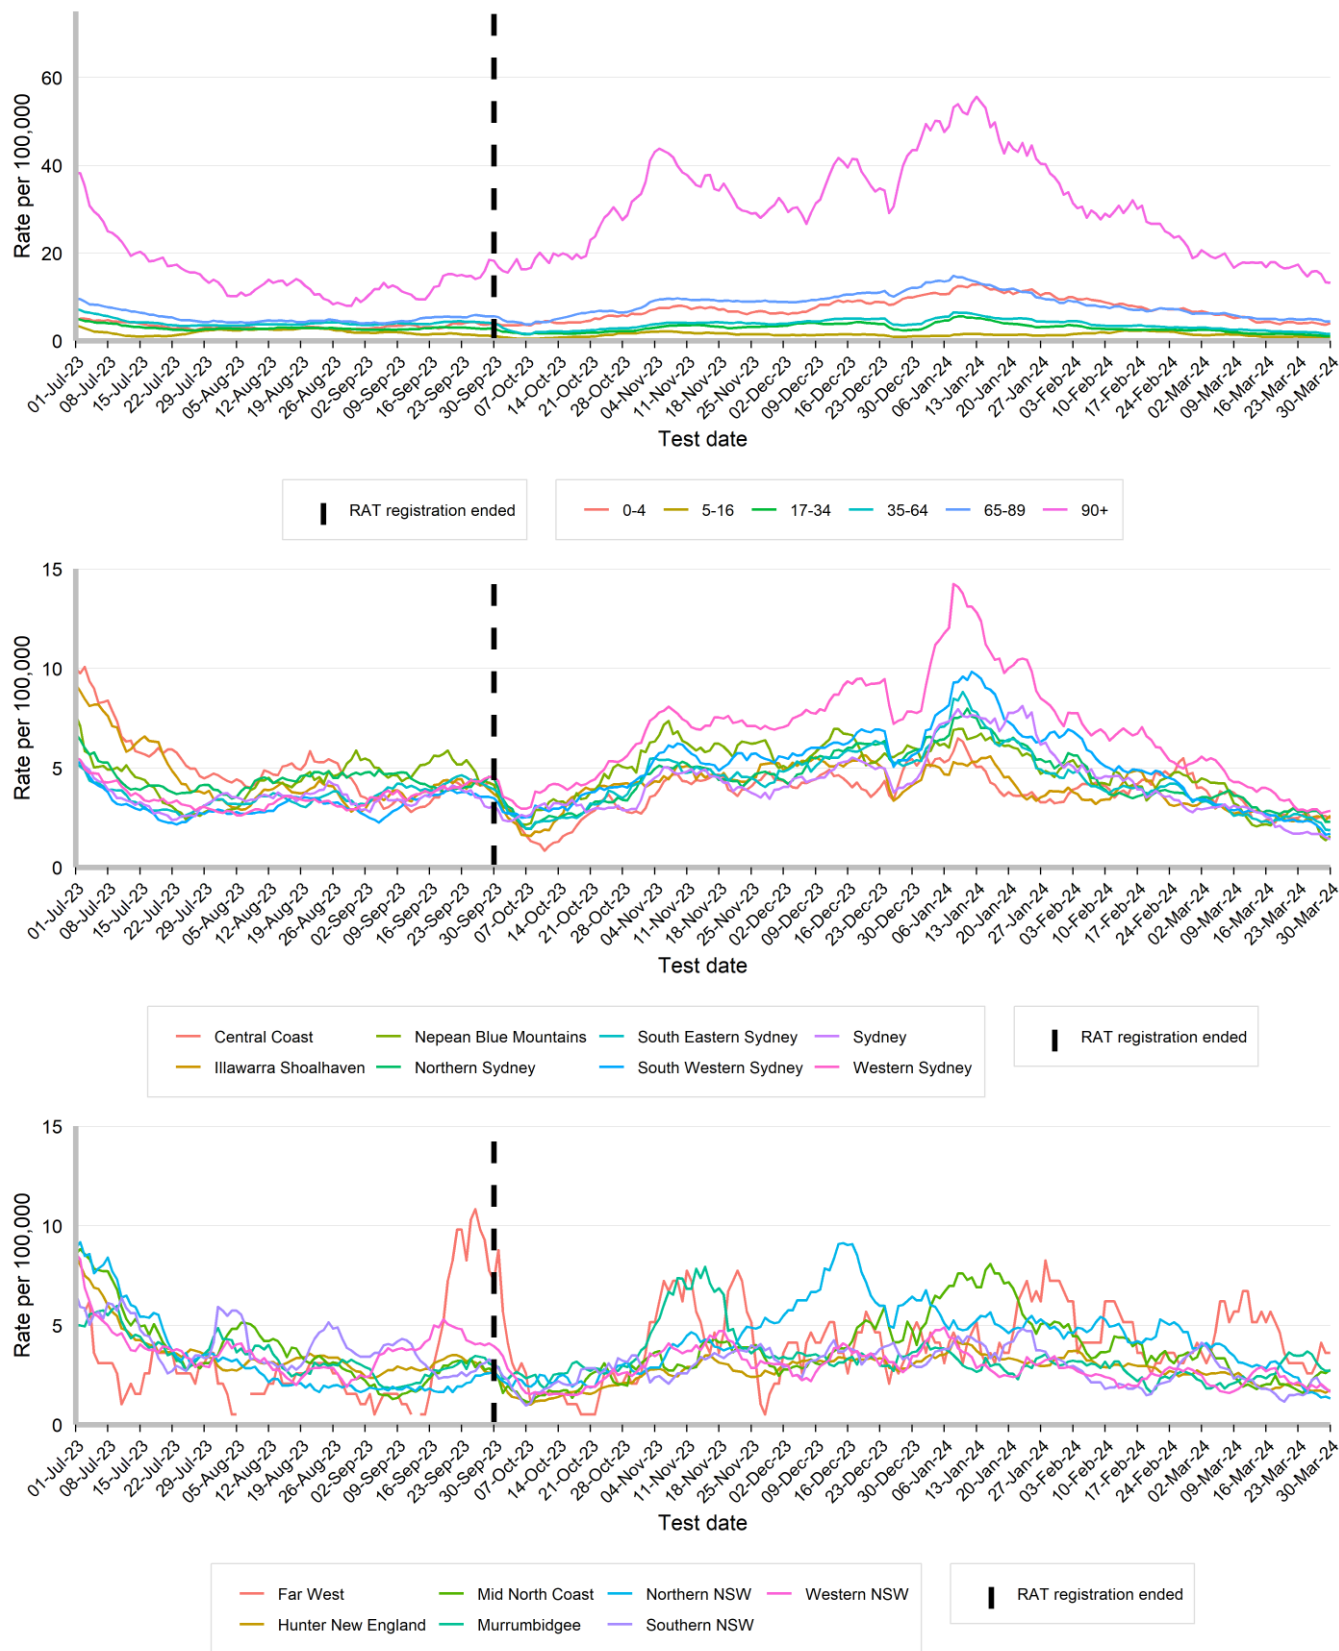 Rate per 100,000
60
40
20
0
01-Jul-23 08-Jul-23 15-Jul-23 22-Jul-23 29-Jul-23 05-Aug-23 12-Aug-23 19-Aug-23 26-Aug-23 02-Sep-23 09-Sep-23 16-Sep-23 23-Sep-23 30-Sep-23 07-Oct-23 14-Oct-23 21-Oct-23 28-Oct-23 04-Nov-23 11-Nov-23 18-Nov-23 25-Nov-23 02-Dec-23 09-Dec-23 16-Dec-23 23-Dec-23 30-Dec-23 06-Jan-24 13-Jan-24 20-Jan-24 27-Jan-24 03-Feb-24 10-Feb-24 17-Feb-24 24-Feb-24 02-Mar-24 09-Mar-24 16-Mar-24 23-Mar-24 30-Mar-24
Test date
RAT registration ended 0-4 5-16 17-34 35-64 65-89 90+
Rate per 100,000
15
10
5
0
01-Jul-23 08-Jul-23 15-Jul-23 22-Jul-23 29-Jul-23 05-Aug-23 12-Aug-23 19-Aug-23 26-Aug-23 02-Sep-23 09-Sep-23 16-Sep-23 23-Sep-23 30-Sep-23 07-Oct-23 14-Oct-23 21-Oct-23 28-Oct-23 04-Nov-23 11-Nov-23 18-Nov-23 25-Nov-23 02-Dec-23 09-Dec-23 16-Dec-23 23-Dec-23 30-Dec-23 06-Jan-24 13-Jan-24 20-Jan-24 27-Jan-24 03-Feb-24 10-Feb-24 17-Feb-24 24-Feb-24 02-Mar-24 09-Mar-24 16-Mar-24 23-Mar-24 30-Mar-24
Test date
Central Coast Nepean Blue Mountains South Eastern Sydney Sydney RAT registration ended
Illawarra Shoalhaven Northern Sydney South Western Sydney Western Sydney
Rate per 100,000
15
10
5
0
01-Jul-23 08-Jul-23 15-Jul-23 22-Jul-23 29-Jul-23 05-Aug-23 12-Aug-23 19-Aug-23 26-Aug-23 02-Sep-23 09-Sep-23 16-Sep-23 23-Sep-23 30-Sep-23 07-Oct-23 14-Oct-23 21-Oct-23 28-Oct-23 04-Nov-23 11-Nov-23 18-Nov-23 25-Nov-23 02-Dec-23 09-Dec-23 16-Dec-23 23-Dec-23 30-Dec-23 06-Jan-24 13-Jan-24 20-Jan-24 27-Jan-24 03-Feb-24 10-Feb-24 17-Feb-24 24-Feb-24 02-Mar-24 09-Mar-24 16-Mar-24 23-Mar-24 30-Mar-24
Test date
Far West Mid North Coast Northern NSW Western NSW RAT registration ended
Hunter New England Murrumbidgee Southern NSW